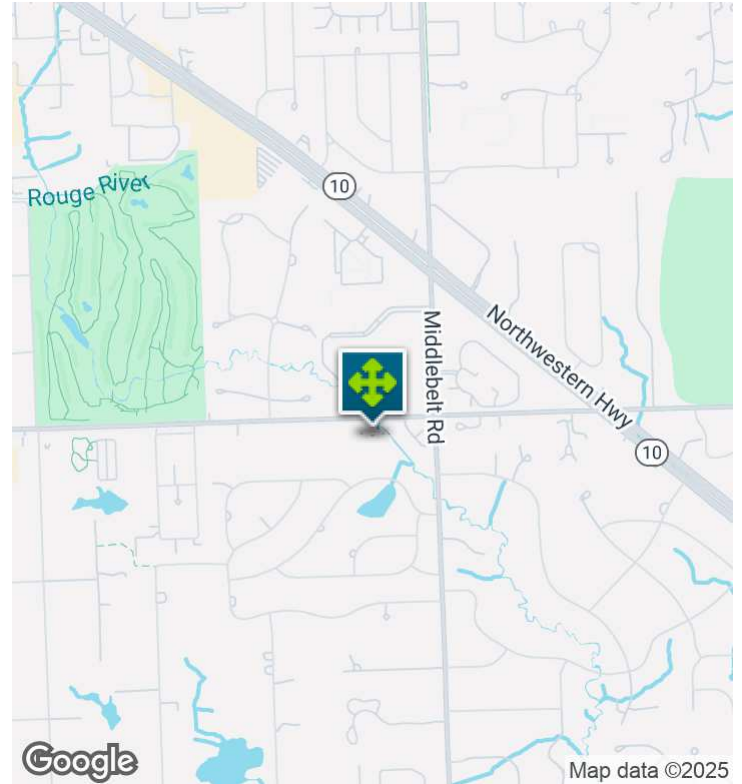 Rouge River
10
Middlebelt Rd
Northwestern Hwy
10
Google
Map data ©2025